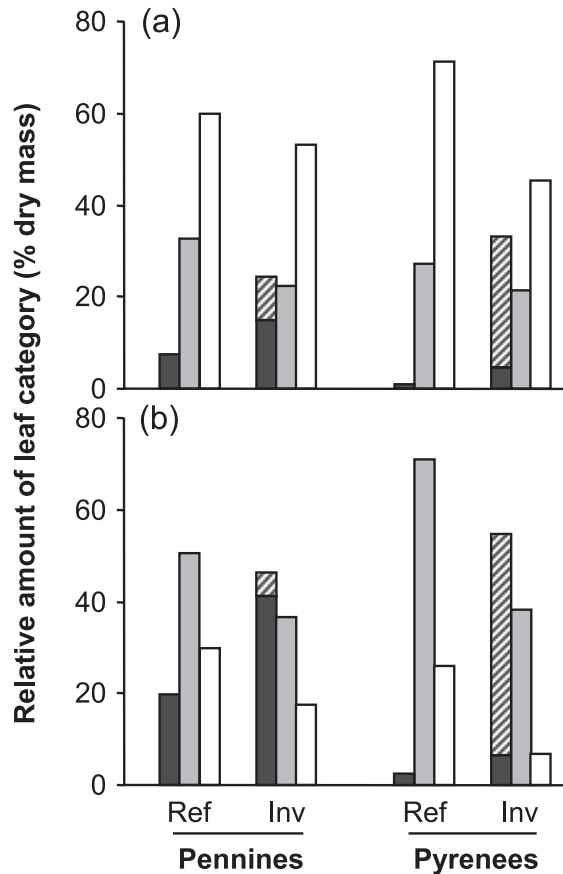 Relative amount of leaf category (% dry mass)
(a)
80
60
40
20
0
(b)
80
60
40
20
0
Ref Inv Ref Inv
Pennines Pyrenees